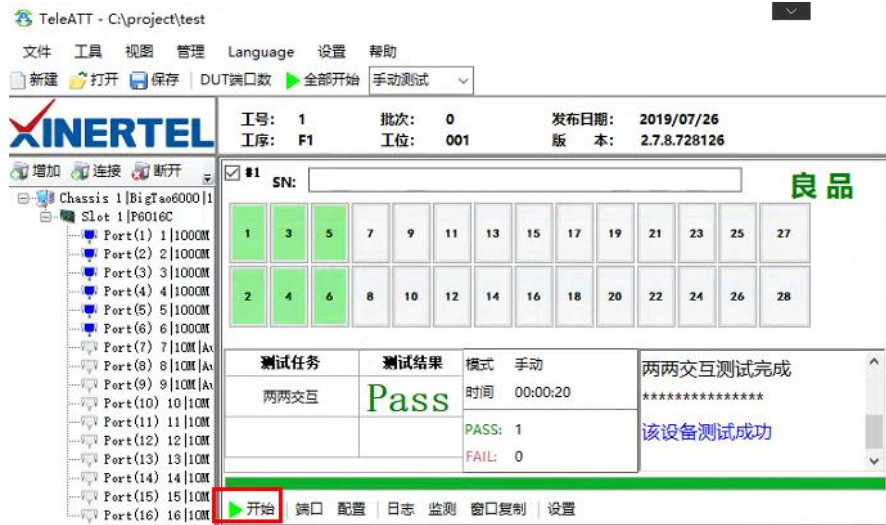 TeleATT - C:\project\test
文件 工具 视图 管理 Language 设置 帮助
新建 打开 保存 DUT端口数 全部开始 手动测试
XINERTEL
工号: 1 批次: 0 发布日期: 2019/07/26
工序: F1 工位: 001 版 本: 2.7.8.728126
增加 连接 断开
#1 SN: 良品
Chassis 1|BigTao6000|1
Slot 1|P6016C
Port(1) 1|1000M
Port(2) 2|1000M
Port(3) 3|1000M
Port(4) 4|1000M
Port(5) 5|1000M
Port(6) 6|1000M
Port(7) 7|10M|Au
Port(8) 8|10M|Au
Port(9) 9|10M|Au
Port(10) 10|10M
Port(11) 11|10M
Port(12) 12|10M
Port(13) 13|10M
Port(14) 14|10M
Port(15) 15|10M
Port(16) 16|10M
1 3 5 7 9 11 13 15 17 19 21 23 25 27
2 4 6 8 10 12 14 16 18 20 22 24 26 28
测试任务 测试结果
两两交互 Pass
模式 手动
时间 00:00:20
PASS: 1
FAIL: 0
两两交互测试完成
***************
该设备测试成功
开始 端口 配置 日志 监测 窗口复制 设置